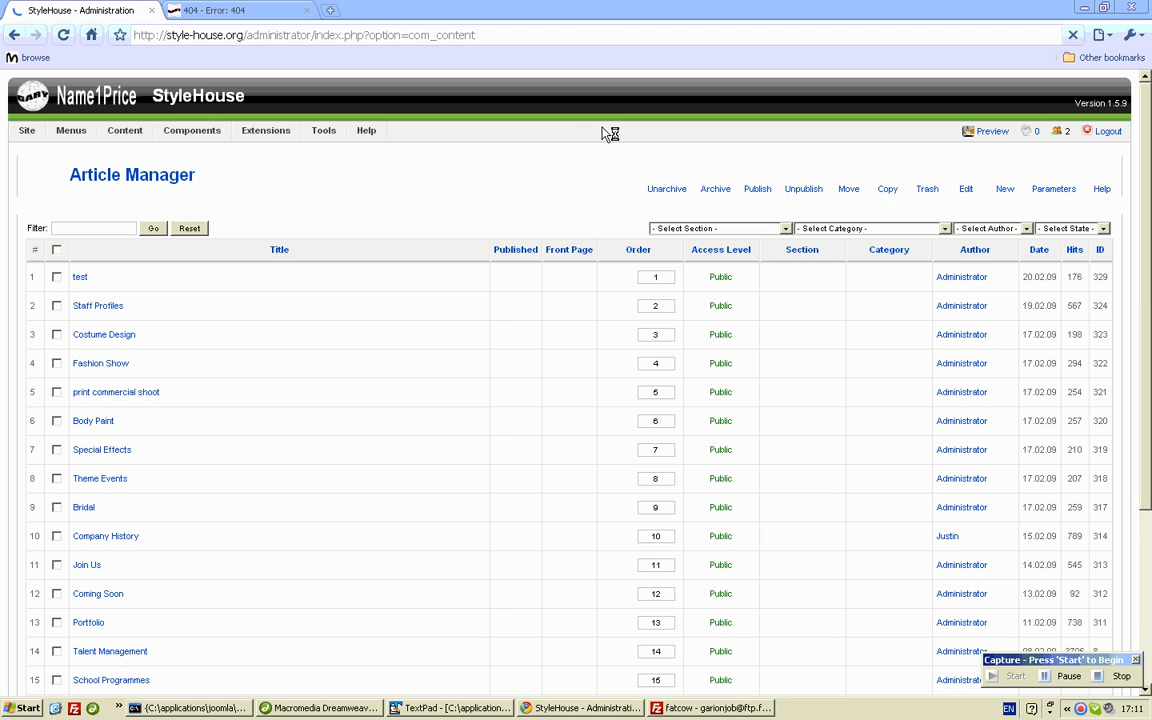 StyleHouse - Administration
404 - Error: 404
http://style-house.org/administrator/index.php?option=com_content
browse
Other bookmarks
GARY Name1Price StyleHouse
Version 1.5.9
Site Menus Content Components Extensions Tools Help Preview 0 2 Logout
Article Manager
Unarchive Archive Publish Unpublish Move Copy Trash Edit New Parameters Help
Filter: Go Reset - Select Section - - Select Category - - Select Author - - Select State -
# Title Published Front Page Order Access Level Section Category Author Date Hits ID
1 test 1 Public Administrator 20.02.09 176 329
2 Staff Profiles 2 Public Administrator 19.02.09 567 324
3 Costume Design 3 Public Administrator 17.02.09 198 323
4 Fashion Show 4 Public Administrator 17.02.09 294 322
5 print commercial shoot 5 Public Administrator 17.02.09 254 321
6 Body Paint 6 Public Administrator 17.02.09 257 320
7 Special Effects 7 Public Administrator 17.02.09 210 319
8 Theme Events 8 Public Administrator 17.02.09 207 318
9 Bridal 9 Public Administrator 17.02.09 259 317
10 Company History 10 Public Justin 15.02.09 789 314
11 Join Us 11 Public Administrator 14.02.09 545 313
12 Coming Soon 12 Public Administrator 13.02.09 92 312
13 Portfolio 13 Public Administrator 11.02.09 738 311
14 Talent Management 14 Public
15 School Programmes 15 Public
Capture - Press 'Start' to Begin
Start Pause Stop
Start {C:\applications\joomla\... Macromedia Dreamweav... TextPad - [C:\application... StyleHouse - Administrati... fatcow - garionjob@ftp.f... EN 17:11